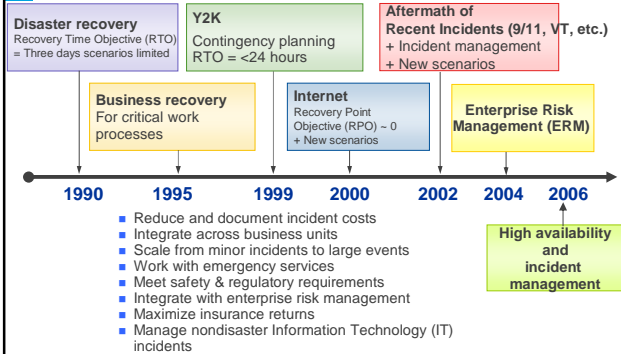 Disaster recovery
Recovery Time Objective (RTO)
= Three days scenarios limited
Y2K
Contingency planning
RTO = <24 hours
Aftermath of
Recent Incidents (9/11, VT, etc.)
+ Incident management
+ New scenarios
Business recovery
For critical work
processes
Internet
Recovery Point
Objective (RPO) ~ 0
+ New scenarios
Enterprise Risk
Management (ERM)
1990
1995
1999
2000
2002
2004
2006
Reduce and document incident costs
Integrate across business units
Scale from minor incidents to large events
Work with emergency services
Meet safety & regulatory requirements
Integrate with enterprise risk management
Maximize insurance returns
Manage nondisaster Information Technology (IT)
incidents
High availability
and
incident
management